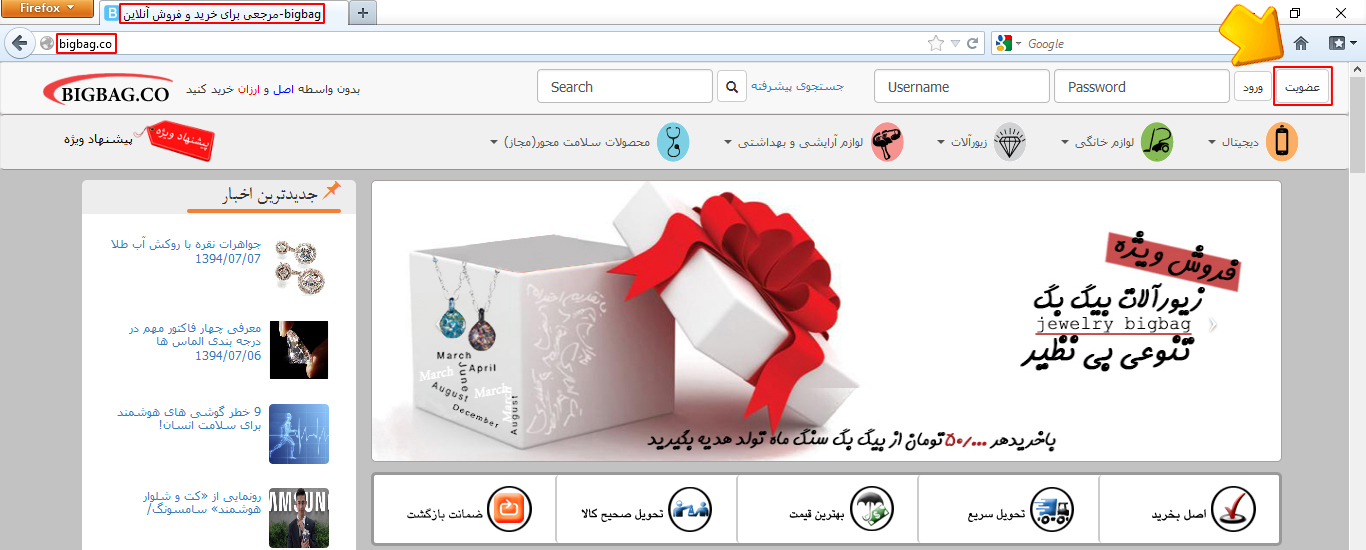 Firefox
bigbag-مرجعی برای خرید و فروش آنلاین
bigbag.co
Google
BIGBAG.CO
بدون واسطه اصل و ارزان خرید کنید
Search
جستجوی پیشرفته
Username
Password
ورود
عضویت
پیشنهاد ویژه
پیشنهاد ویژه
دیجیتال
لوازم خانگی
زیورآلات
لوازم آرایشی و بهداشتی
محصولات سلامت محور(مجاز)
جدیدترین اخبار
جواهرات نقره با روکش آب طلا
1394/07/07
معرفی چهار فاکتور مهم در
درجه بندی الماس ها
1394/07/06
9 خطر گوشی های هوشمند
برای سلامت انسان!
رونمایی از «کت و شلوار
هوشمند» سامسونگ/
فروش ویژه
زیورآلات بیگ بگ
jewelry bigbag
تنوعی بی نظیر
March
June
April
March
August
March
December
August
باخریدهر ۵۰/۰۰۰ تومان از بیگ بگ سنگ ماه تولد هدیه بگیرید
اصل بخرید
تحویل سریع
بهترین قیمت
تحویل صحیح کالا
ضمانت بازگشت